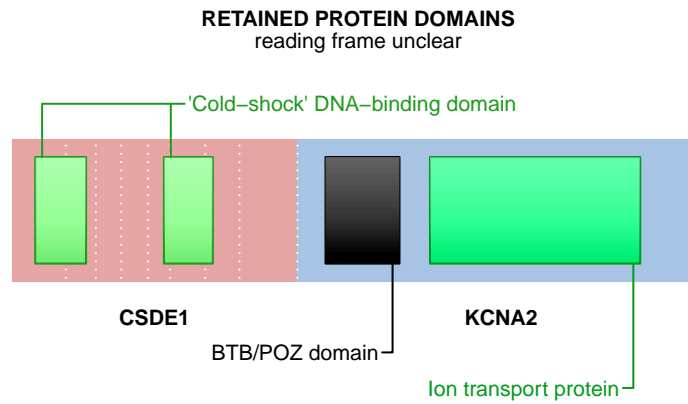 RETAINED PROTEIN DOMAINS
reading frame unclear
'Cold−shock' DNA−binding domain
CSDE1
KCNA2
BTB/POZ domain
Ion transport protein